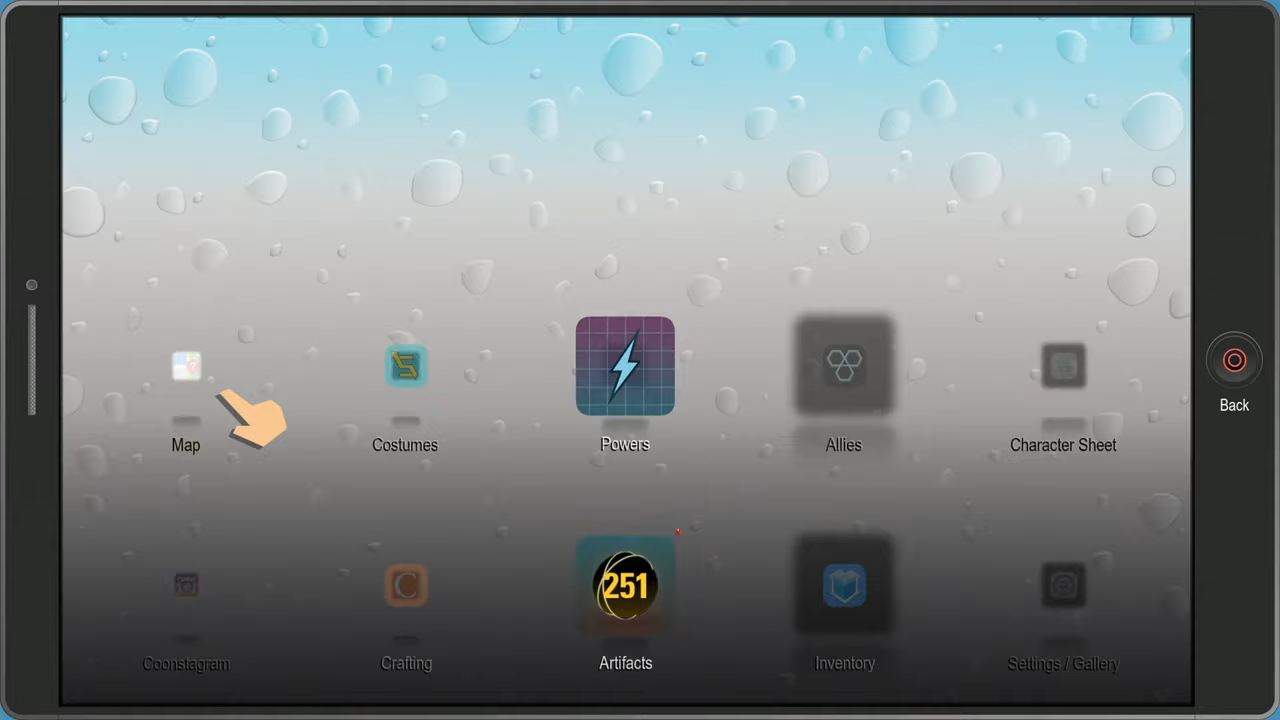 Map
Costumes
Powers
Allies
Character Sheet
Back
C
251
Coonstagram
Crafting
Artifacts
Inventory
Settings / Gallery